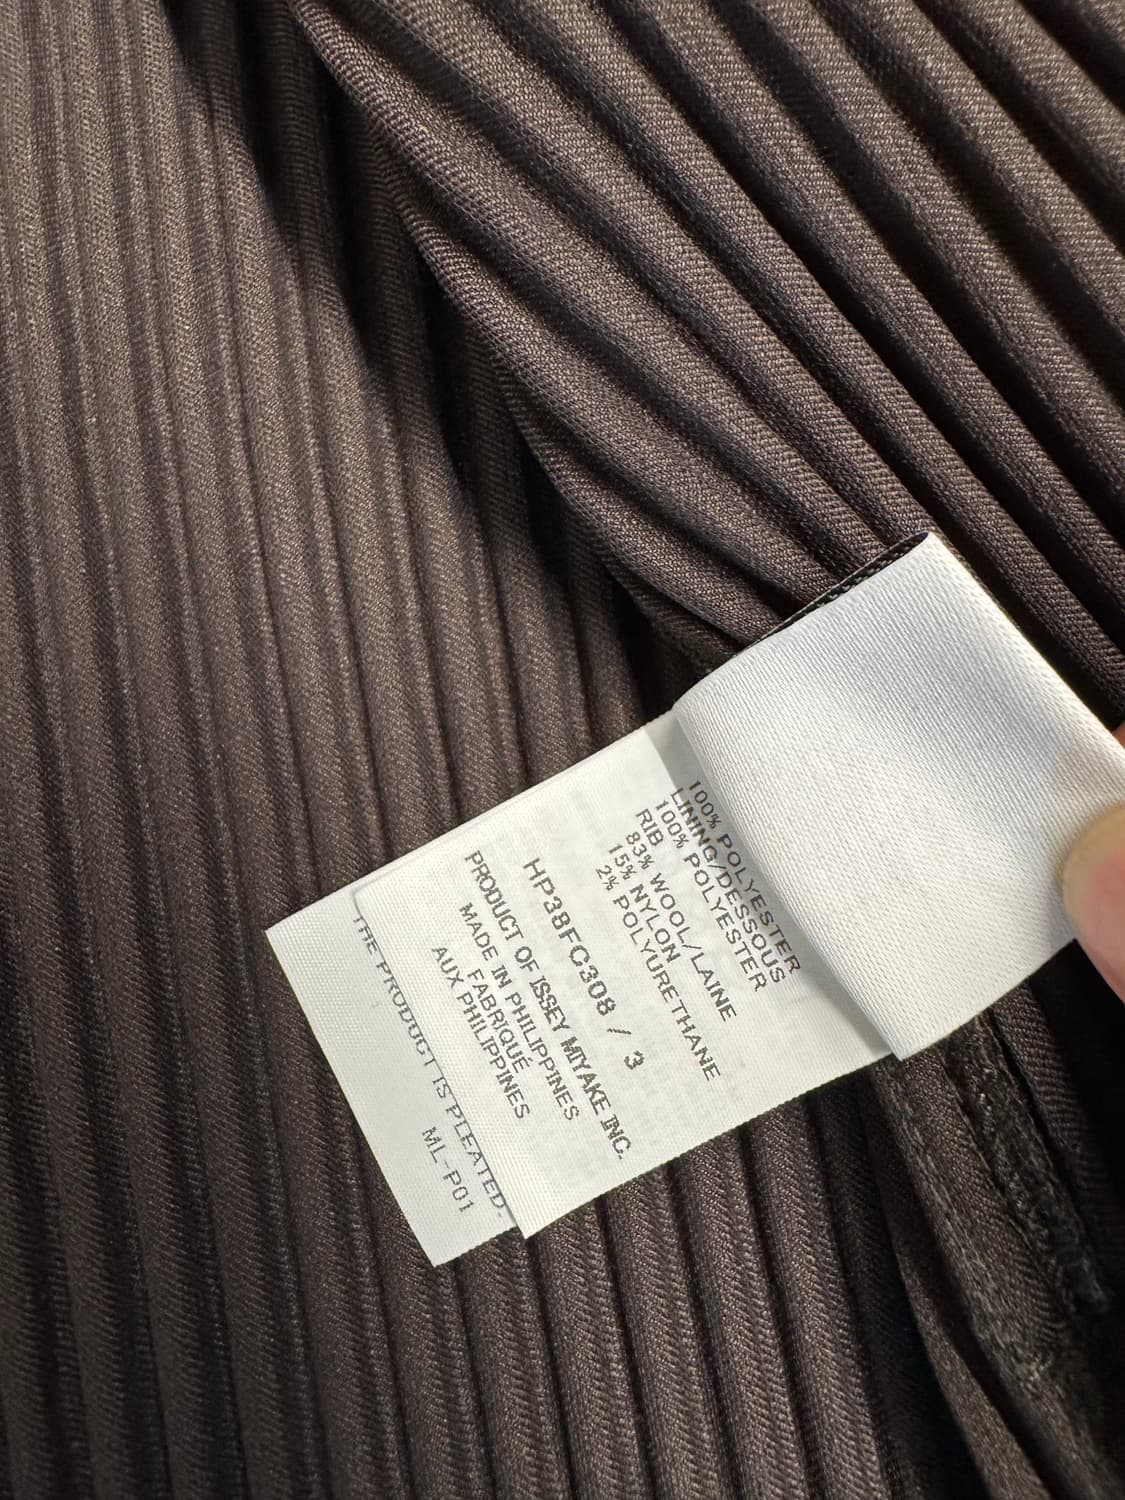 100% POLYESTER
LINING/DESSOUS
100% POLYESTER
RIB
83% WOOL/LAINE
15% NYLON
2% POLYURETHANE
HP38FC308 / 3
PRODUCT OF ISSEY MIYAKE INC.
MADE IN PHILIPPINES
FABRIQUÉ
AUX PHILIPPINES
THE PRODUCT IS PLEATED.
ML-P01